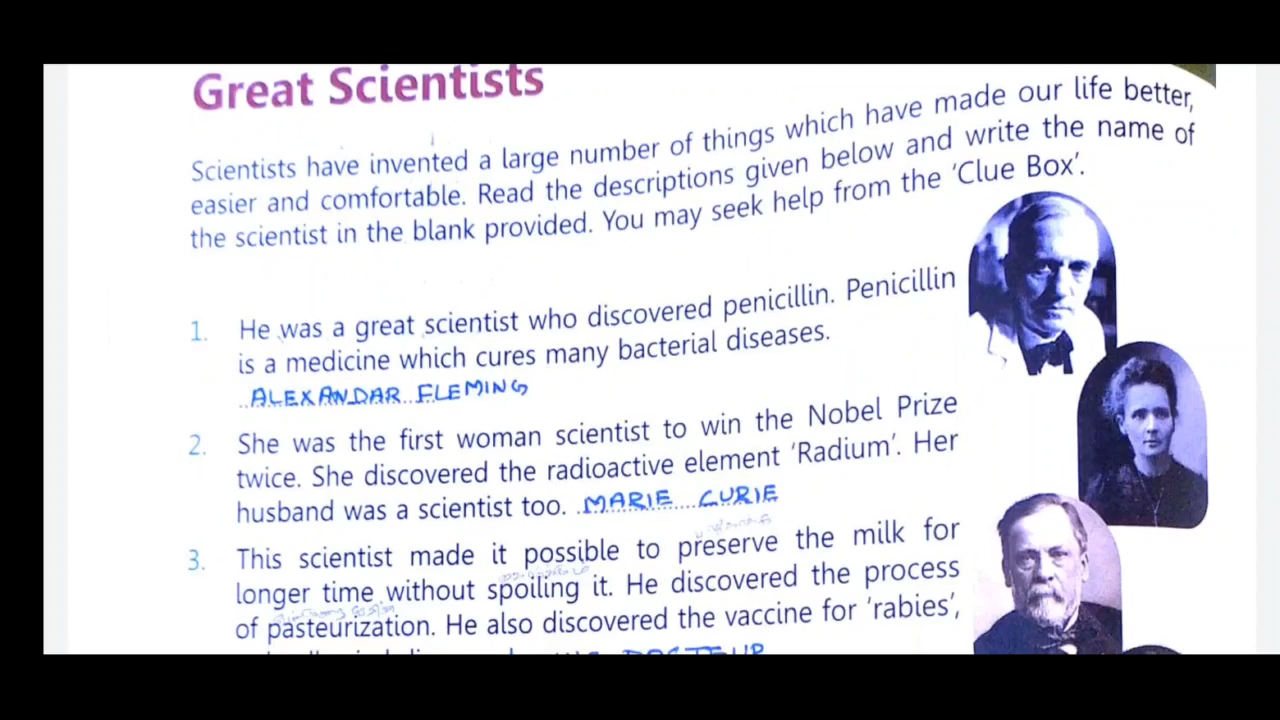 Great Scientists
Scientists have invented a large number of things which have made our life better,
easier and comfortable. Read the descriptions given below and write the name of
the scientist in the blank provided. You may seek help from the ‘Clue Box’.
1. He was a great scientist who discovered penicillin. Penicillin
is a medicine which cures many bacterial diseases.
ALEXANDAR FLEMING
2. She was the first woman scientist to win the Nobel Prize
twice. She discovered the radioactive element ‘Radium’. Her
husband was a scientist too. MARIE CURIE
3. This scientist made it possible to preserve the milk for
longer time without spoiling it. He discovered the process
of pasteurization. He also discovered the vaccine for ‘rabies’,